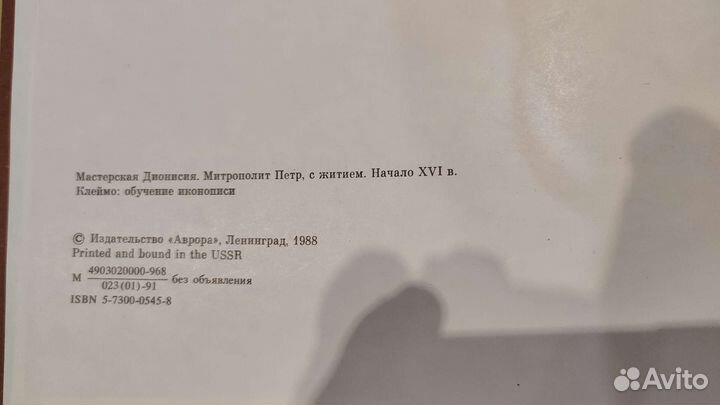 Мастерская Дионисия. Митрополит Петр, с житием. Начало XVI в.
Клеймо: обучение иконописи
© Издательство «Аврора», Ленинград, 1988
Printed and bound in the USSR
М 4903020000-968 без объявления
023(01)-91
ISBN 5-7300-0545-8
Avito